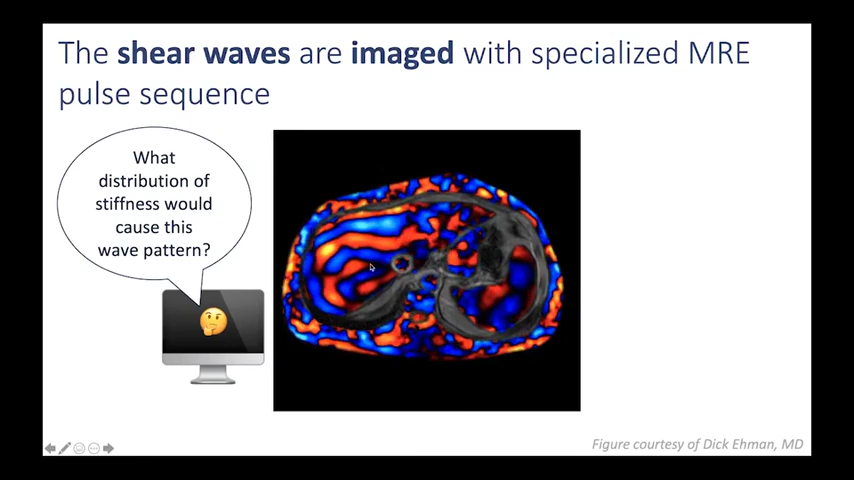 The shear waves are imaged with specialized MRE
pulse sequence
What
distribution of
stiffness would
cause this
wave pattern?
Figure courtesy of Dick Ehman, MD